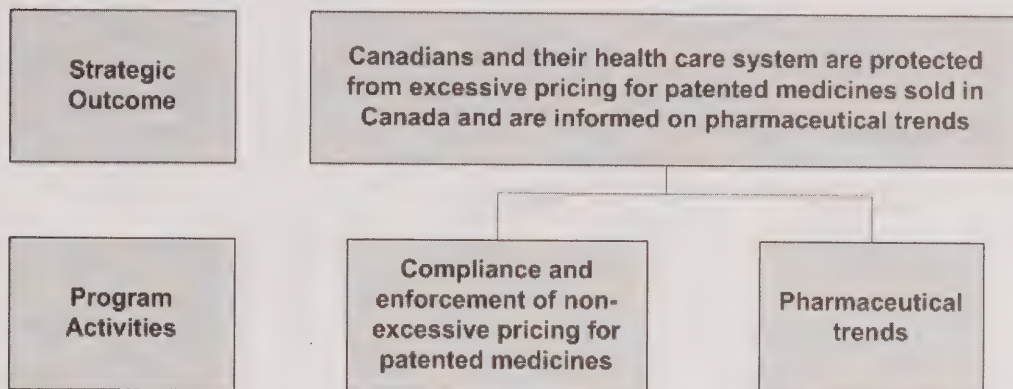 Strategic
Outcome
Canadians and their health care system are protected
from excessive pricing for patented medicines sold in
Canada and are informed on pharmaceutical trends
Program
Activities
Compliance and
enforcement of non-
excessive pricing for
patented medicines
Pharmaceutical
trends